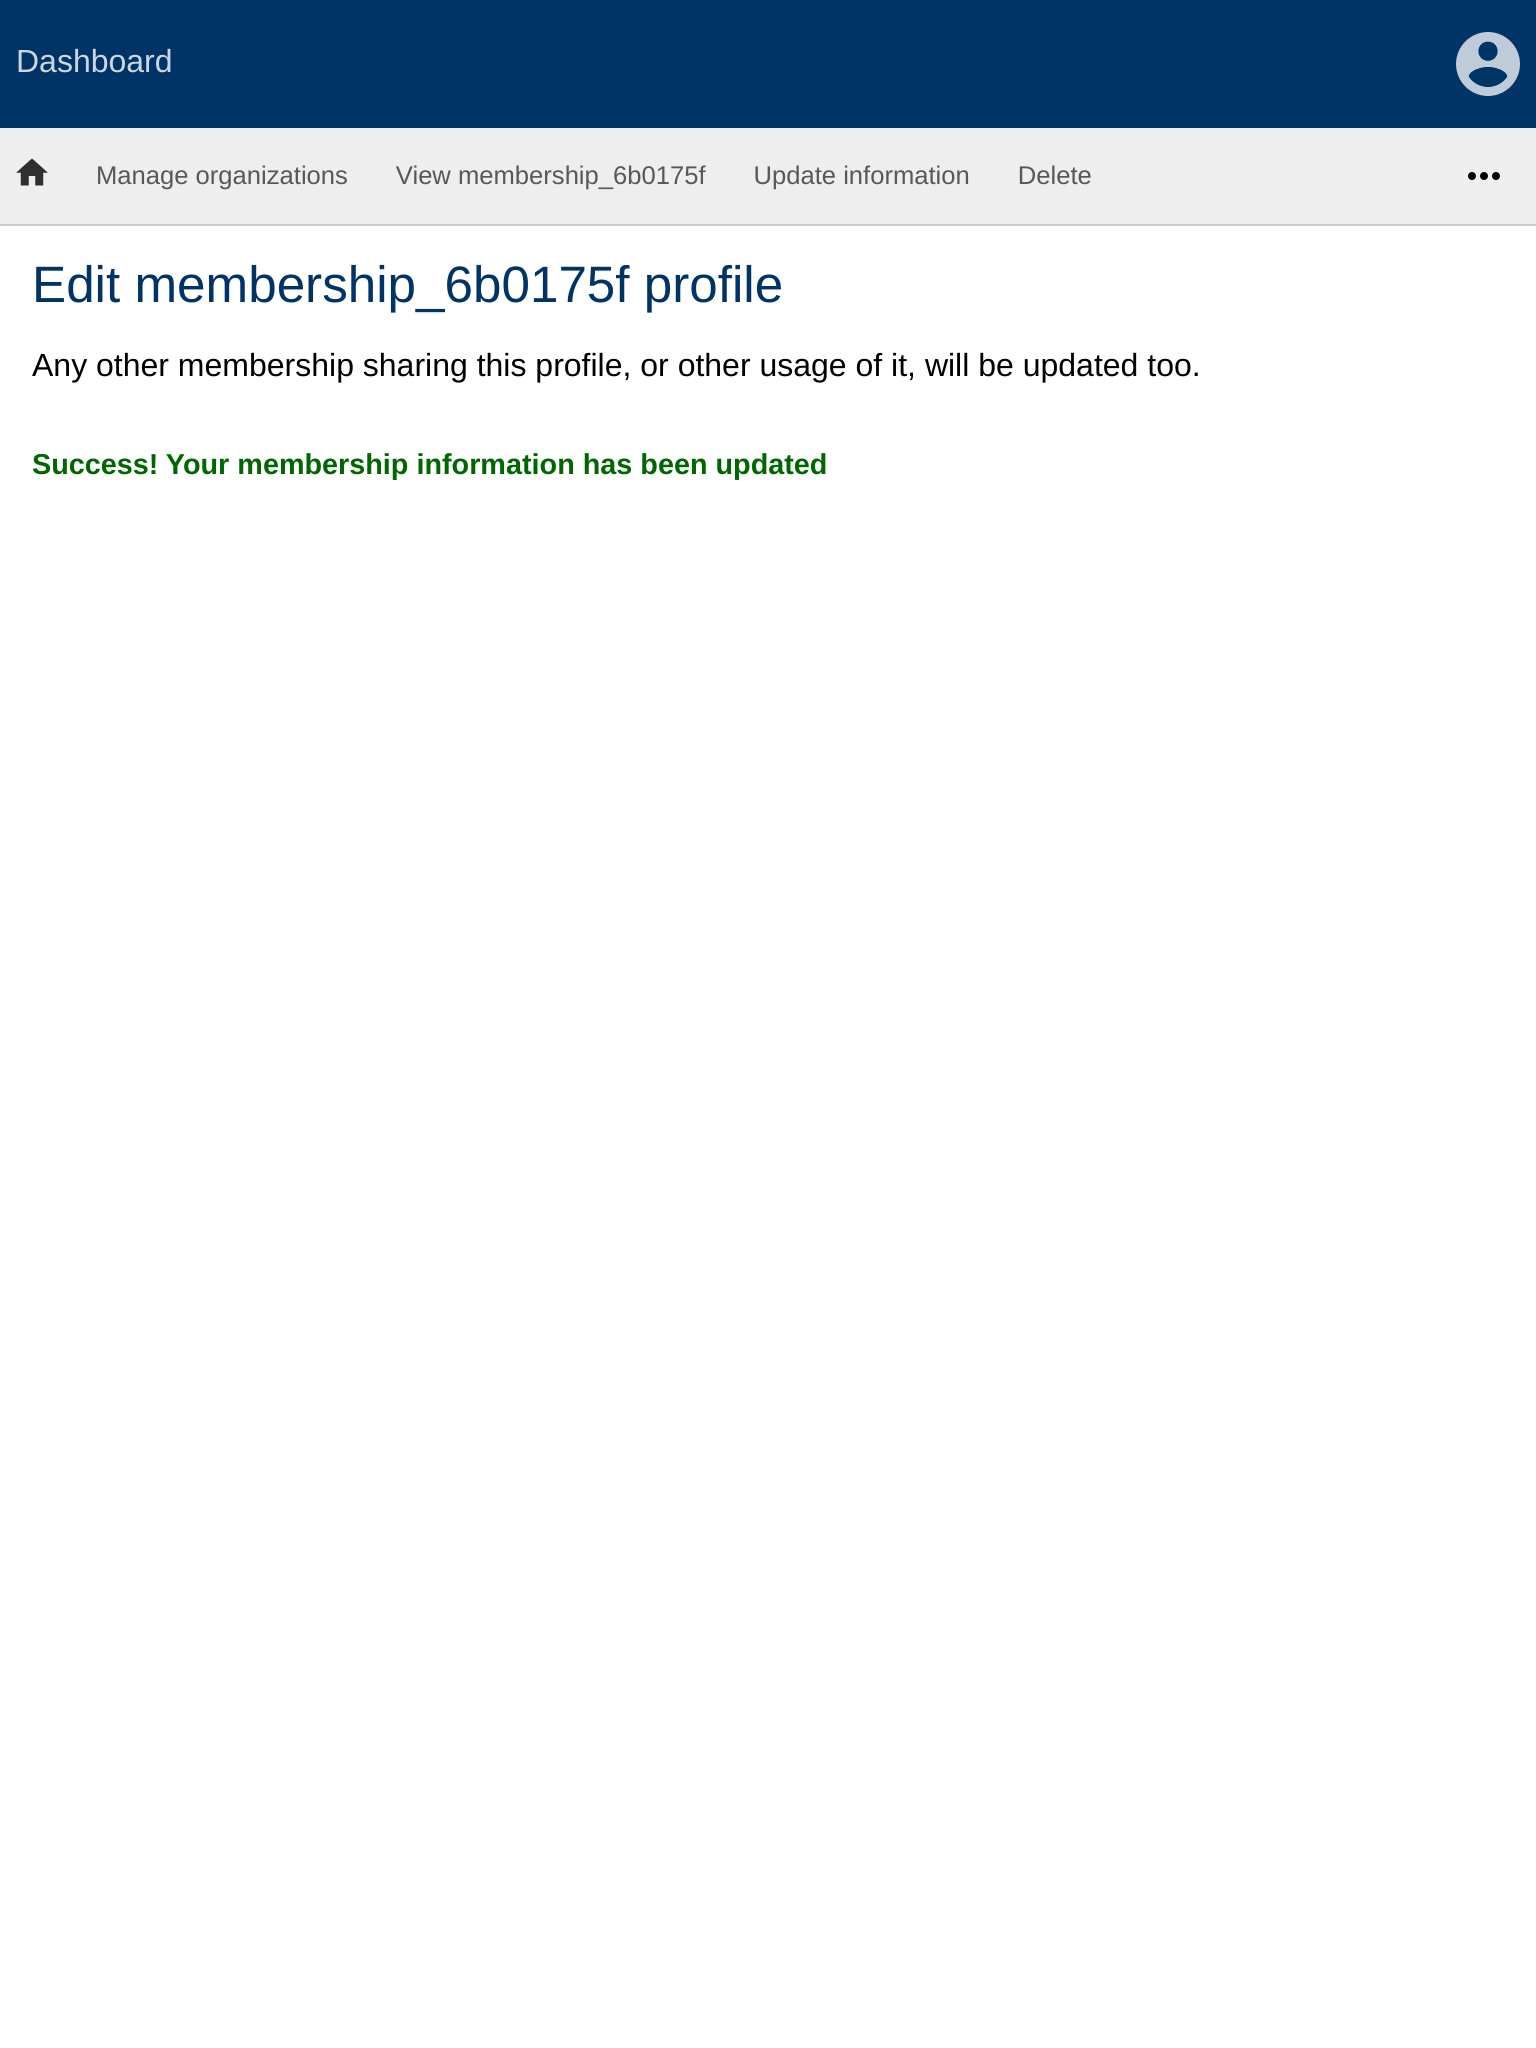 Dashboard
Manage organizations View membership_6b0175f Update information Delete
Edit membership_6b0175f profile
Any other membership sharing this profile, or other usage of it, will be updated too.
Success! Your membership information has been updated